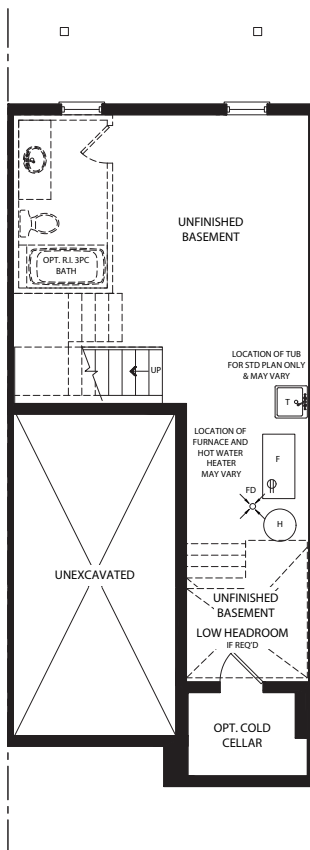 UNFINISHED
BASEMENT
OPT. R.I. 3PC
BATH
UP
LOCATION OF TUB
FOR STD PLAN ONLY
& MAY VARY
T
LOCATION OF
FURNACE AND
HOT WATER
HEATER
MAY VARY
F
FD
H
UNEXCAVATED
UNFINISHED
BASEMENT
LOW HEADROOM
IF REQ'D
OPT. COLD
CELLAR